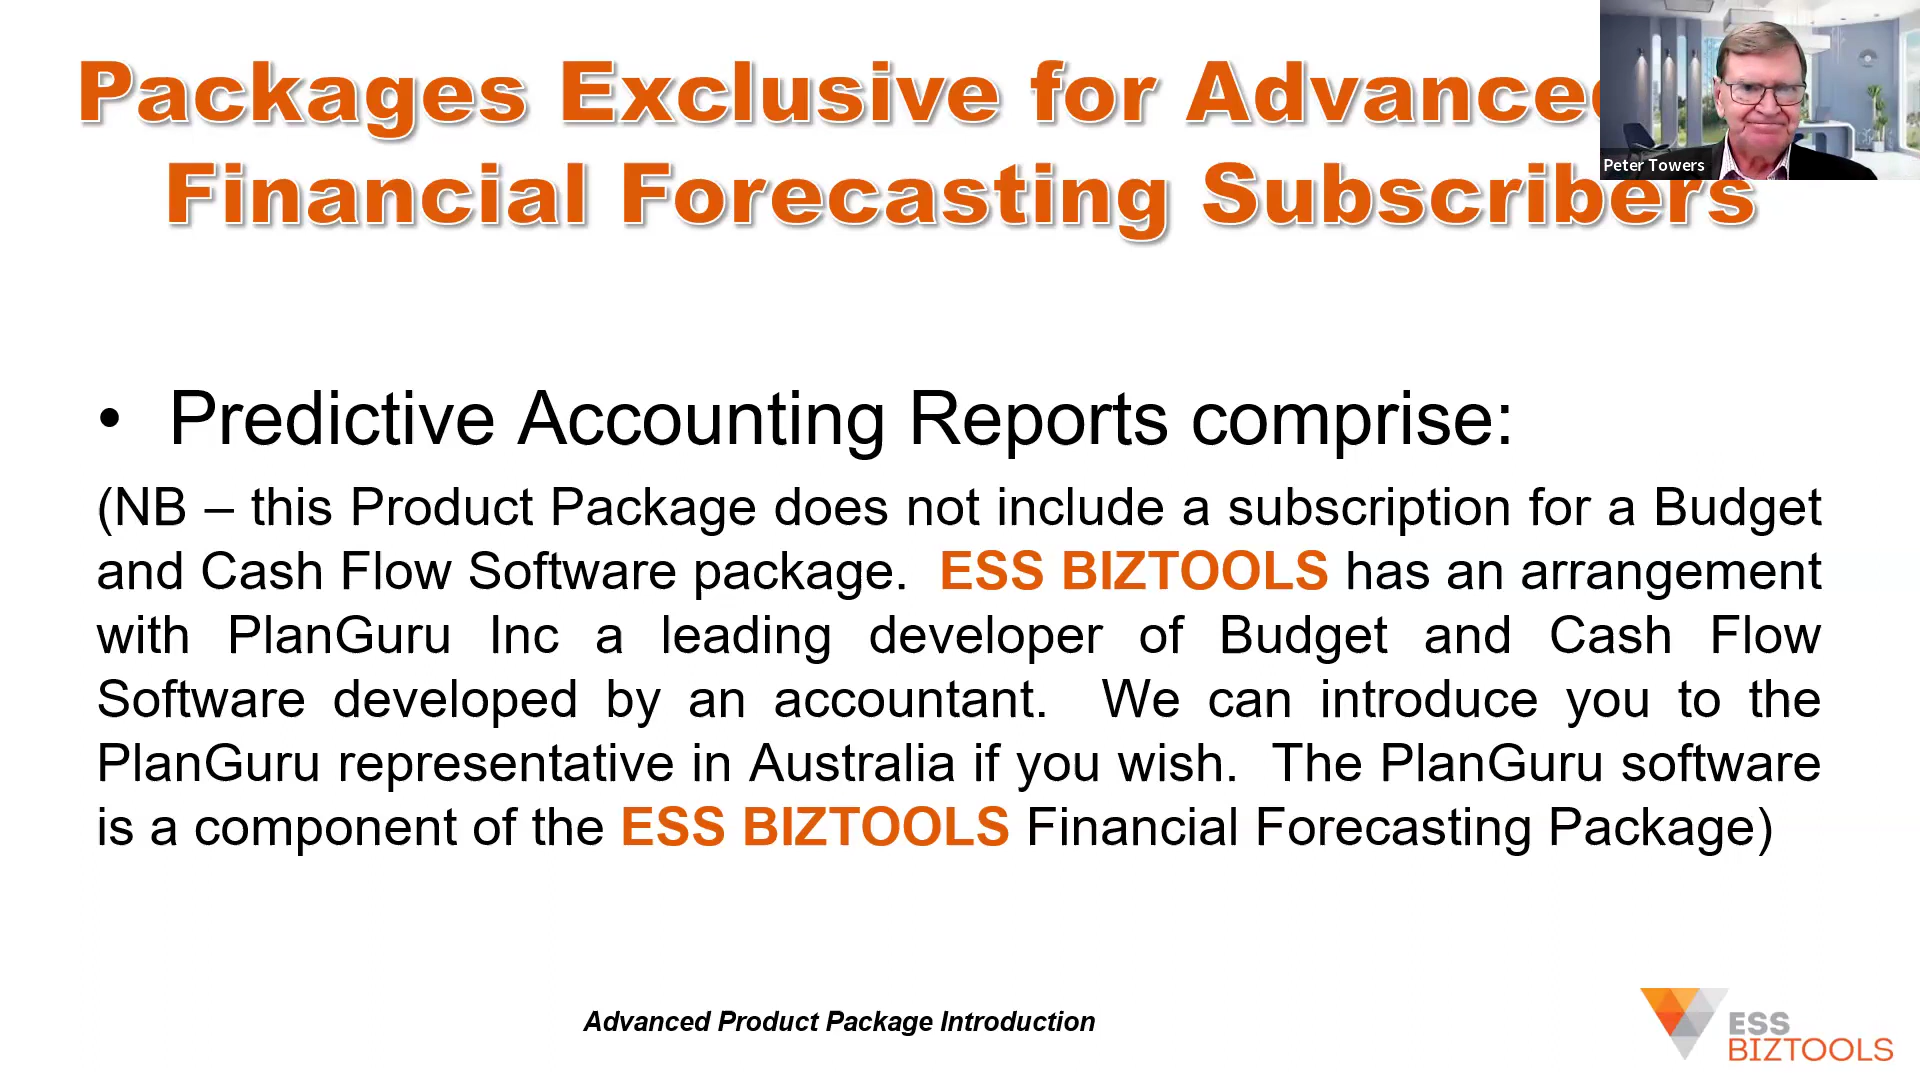 Packages Exclusive for Advanced
Financial Forecasting Subscribers
Peter Towers
• Predictive Accounting Reports comprise:
(NB – this Product Package does not include a subscription for a Budget
and Cash Flow Software package. ESS BIZTOOLS has an arrangement
with PlanGuru Inc a leading developer of Budget and Cash Flow
Software developed by an accountant. We can introduce you to the
PlanGuru representative in Australia if you wish. The PlanGuru software
is a component of the ESS BIZTOOLS Financial Forecasting Package)
Advanced Product Package Introduction
ESS
BIZTOOLS